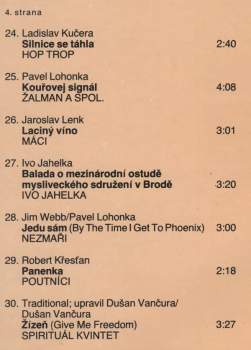 4. strana
24. Ladislav Kučera
Silnice se táhla 2:40
HOP TROP
25. Pavel Lohonka
Kouřovej signál 4:08
ŽALMAN A SPOL.
26. Jaroslav Lenk
Laciný víno 3:01
MÁCI
27. Ivo Jahelka
Balada o mezinárodní ostudě
mysliveckého sdružení v Brodě 3:20
IVO JAHELKA
28. Jim Webb/Pavel Lohonka
Jedu sám (By The Time I Get To Phoenix) 3:00
NEZMAŘI
29. Robert Křesťan
Panenka 2:18
POUTNÍCI
30. Traditional; upravil Dušan Vančura/
Dušan Vančura
Žízeň (Give Me Freedom) 3:27
SPIRITUÁL KVINTET